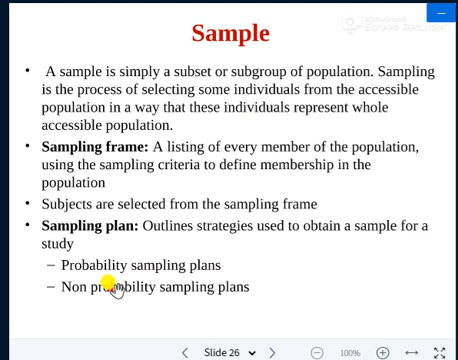 Sample
• A sample is simply a subset or subgroup of population. Sampling
is the process of selecting some individuals from the accessible
population in a way that these individuals represent whole
accessible population.
• Sampling frame: A listing of every member of the population,
using the sampling criteria to define membership in the
population
• Subjects are selected from the sampling frame
• Sampling plan: Outlines strategies used to obtain a sample for a
study
– Probability sampling plans
– Non probability sampling plans
Slide 26
100%